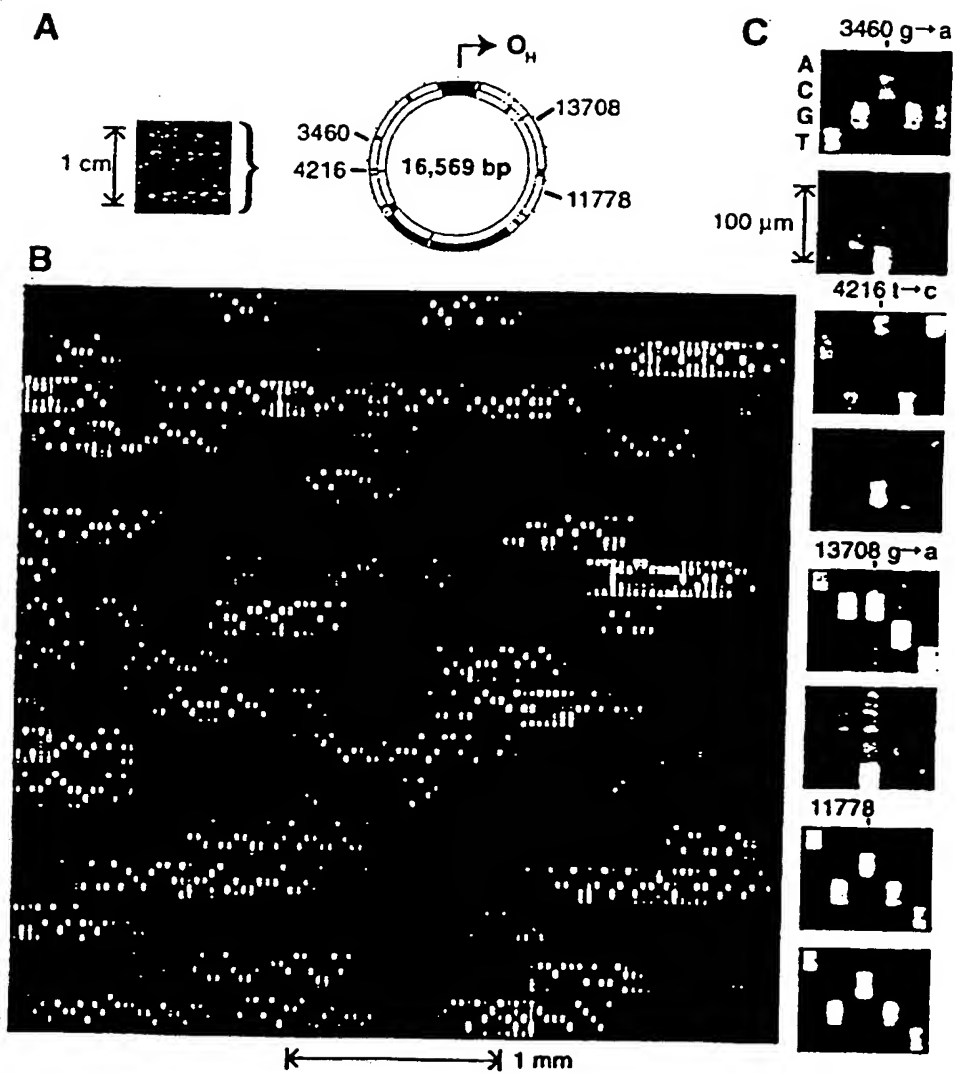 A
O_H
3460
13708
1 cm
4216
16,569 bp
11778
B
1 mm
C
3460 g→a
A
C
G
T
100 µm
4216 t→c
13708 g→a
11778